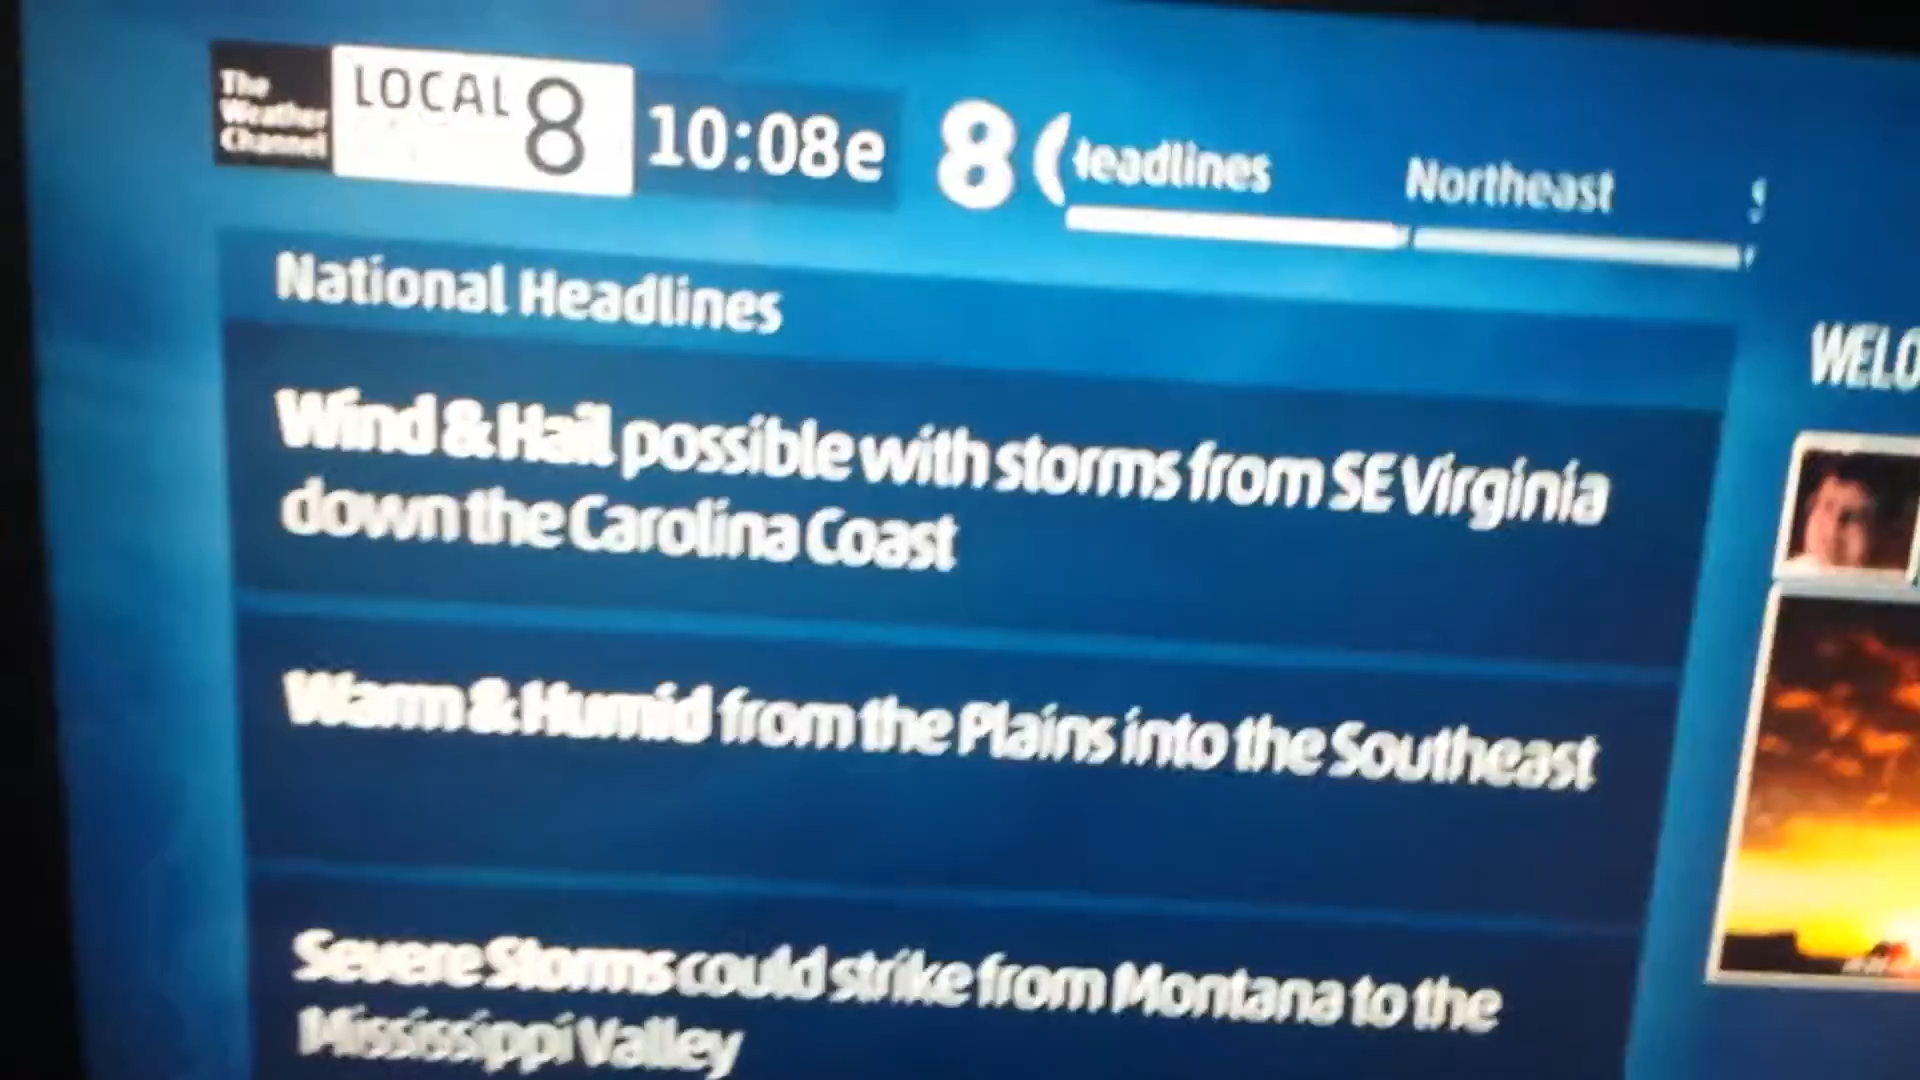 The
Weather
Channel
LOCAL 8
10:08e
8
Headlines
Northeast
National Headlines
Wind & Hail possible with storms from SE Virginia
down the Carolina Coast
Warm & Humid from the Plains into the Southeast
Severe Storms could strike from Montana to the
Mississippi Valley